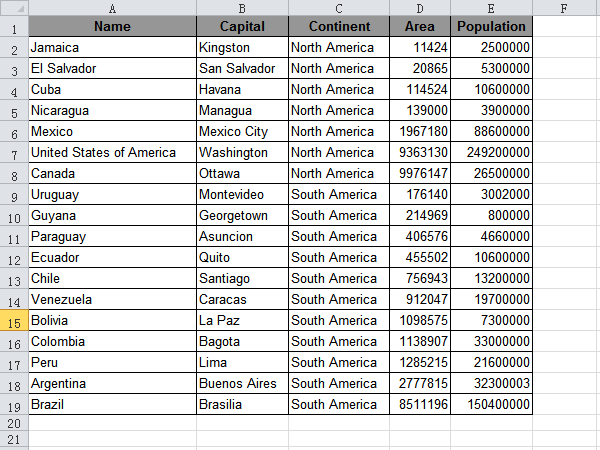 A B C D E F
1 Name Capital Continent Area Population
2 Jamaica Kingston North America 11424 2500000
3 El Salvador San Salvador North America 20865 5300000
4 Cuba Havana North America 114524 10600000
5 Nicaragua Managua North America 139000 3900000
6 Mexico Mexico City North America 1967180 88600000
7 United States of America Washington North America 9363130 249200000
8 Canada Ottawa North America 9976147 26500000
9 Uruguay Montevideo South America 176140 3002000
10 Guyana Georgetown South America 214969 800000
11 Paraguay Asuncion South America 406576 4660000
12 Ecuador Quito South America 455502 10600000
13 Chile Santiago South America 756943 13200000
14 Venezuela Caracas South America 912047 19700000
15 Bolivia La Paz South America 1098575 7300000
16 Colombia Bagota South America 1138907 33000000
17 Peru Lima South America 1285215 21600000
18 Argentina Buenos Aires South America 2777815 32300003
19 Brazil Brasilia South America 8511196 150400000
20
21